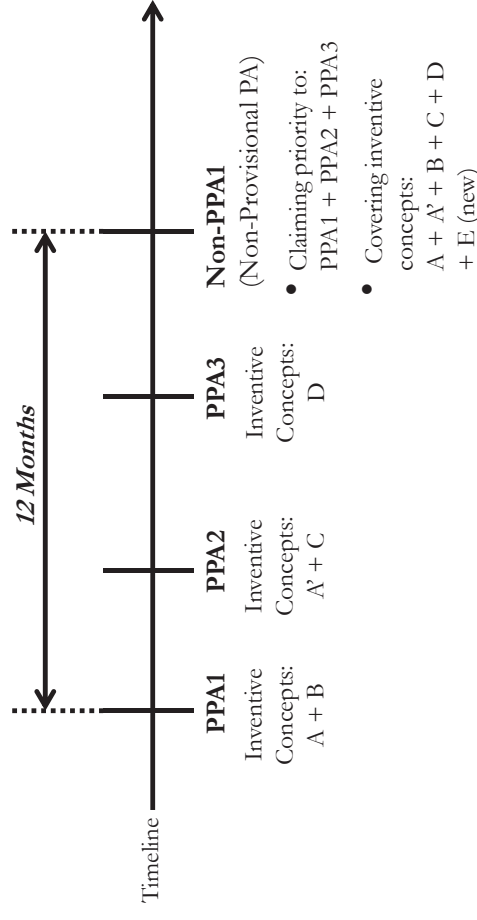 12 Months
Timeline
PPA1
Inventive
Concepts:
A + B
PPA2
Inventive
Concepts:
A’ + C
PPA3
Inventive
Concepts:
D
Non-PPA1
(Non-Provisional PA)
• Claiming priority to:
PPA1 + PPA2 + PPA3
• Covering inventive
concepts:
A + A’ + B + C + D
+ E (new)